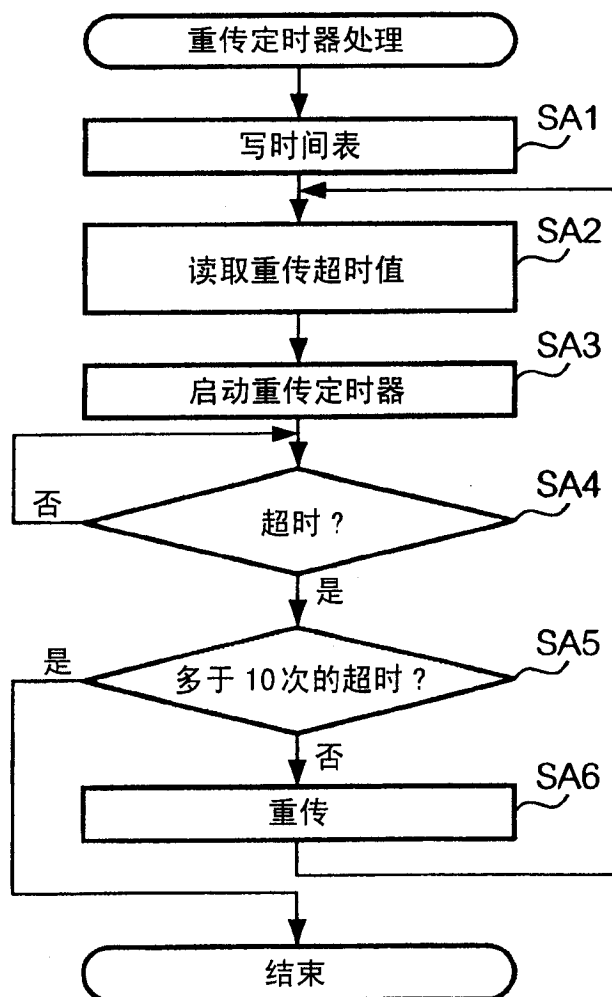 重传定时器处理
SA1
写时间表
SA2
读取重传超时值
SA3
启动重传定时器
SA4
否
超时？
是
SA5
是
多于10次的超时？
否
SA6
重传
结束